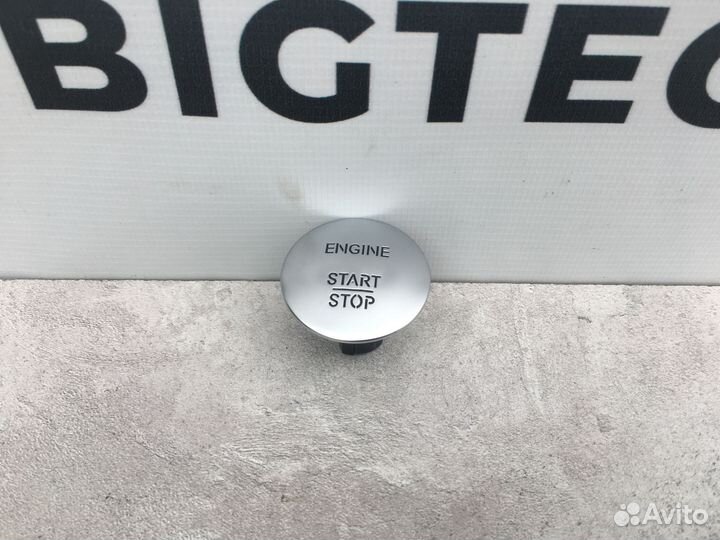 BIGTEC
ENGINE
START
STOP
Avito